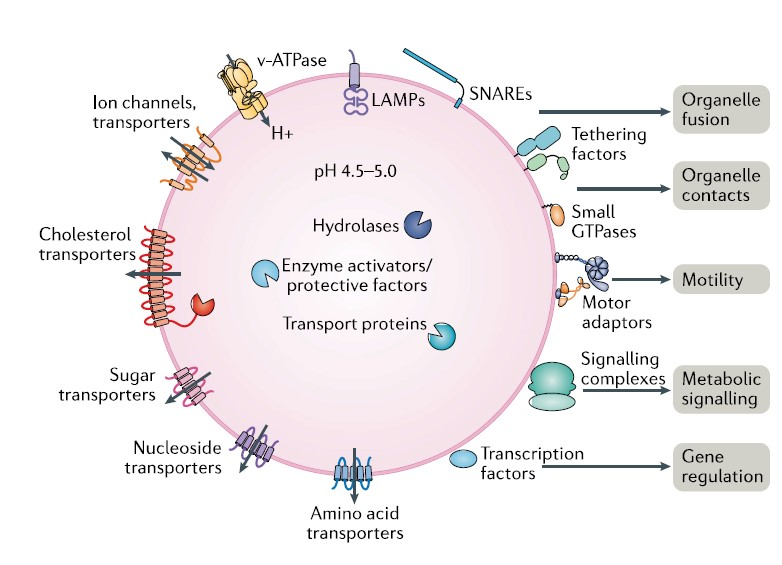 v-ATPase
LAMPs
SNAREs
Ion channels,
transporters
H+
Organelle
fusion
Tethering
factors
pH 4.5–5.0
Organelle
contacts
Hydrolases
Small
GTPases
Cholesterol
transporters
Enzyme activators/
protective factors
Motility
Motor
adaptors
Transport proteins
Sugar
transporters
Signalling
complexes
Metabolic
signalling
Nucleoside
transporters
Transcription
factors
Gene
regulation
Amino acid
transporters